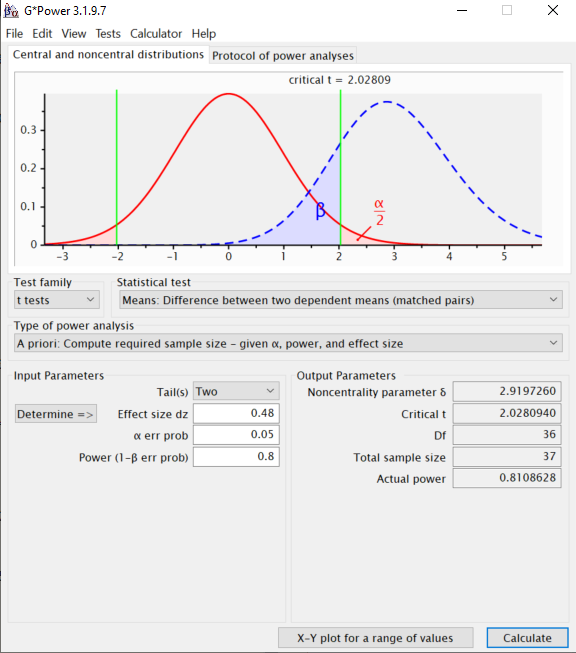 G*Power 3.1.9.7
File Edit View Tests Calculator Help
Central and noncentral distributions Protocol of power analyses
critical t = 2.02809
0.3
0.2
0.1
0
β
α
2
-3 -2 -1 0 1 2 3 4 5
Test family Statistical test
t tests Means: Difference between two dependent means (matched pairs)
Type of power analysis
A priori: Compute required sample size – given α, power, and effect size
Input Parameters Output Parameters
Tail(s) Two Noncentrality parameter δ 2.9197260
Determine => Effect size dz 0.48 Critical t 2.0280940
α err prob 0.05 Df 36
Power (1-β err prob) 0.8 Total sample size 37
Actual power 0.8108628
X-Y plot for a range of values Calculate